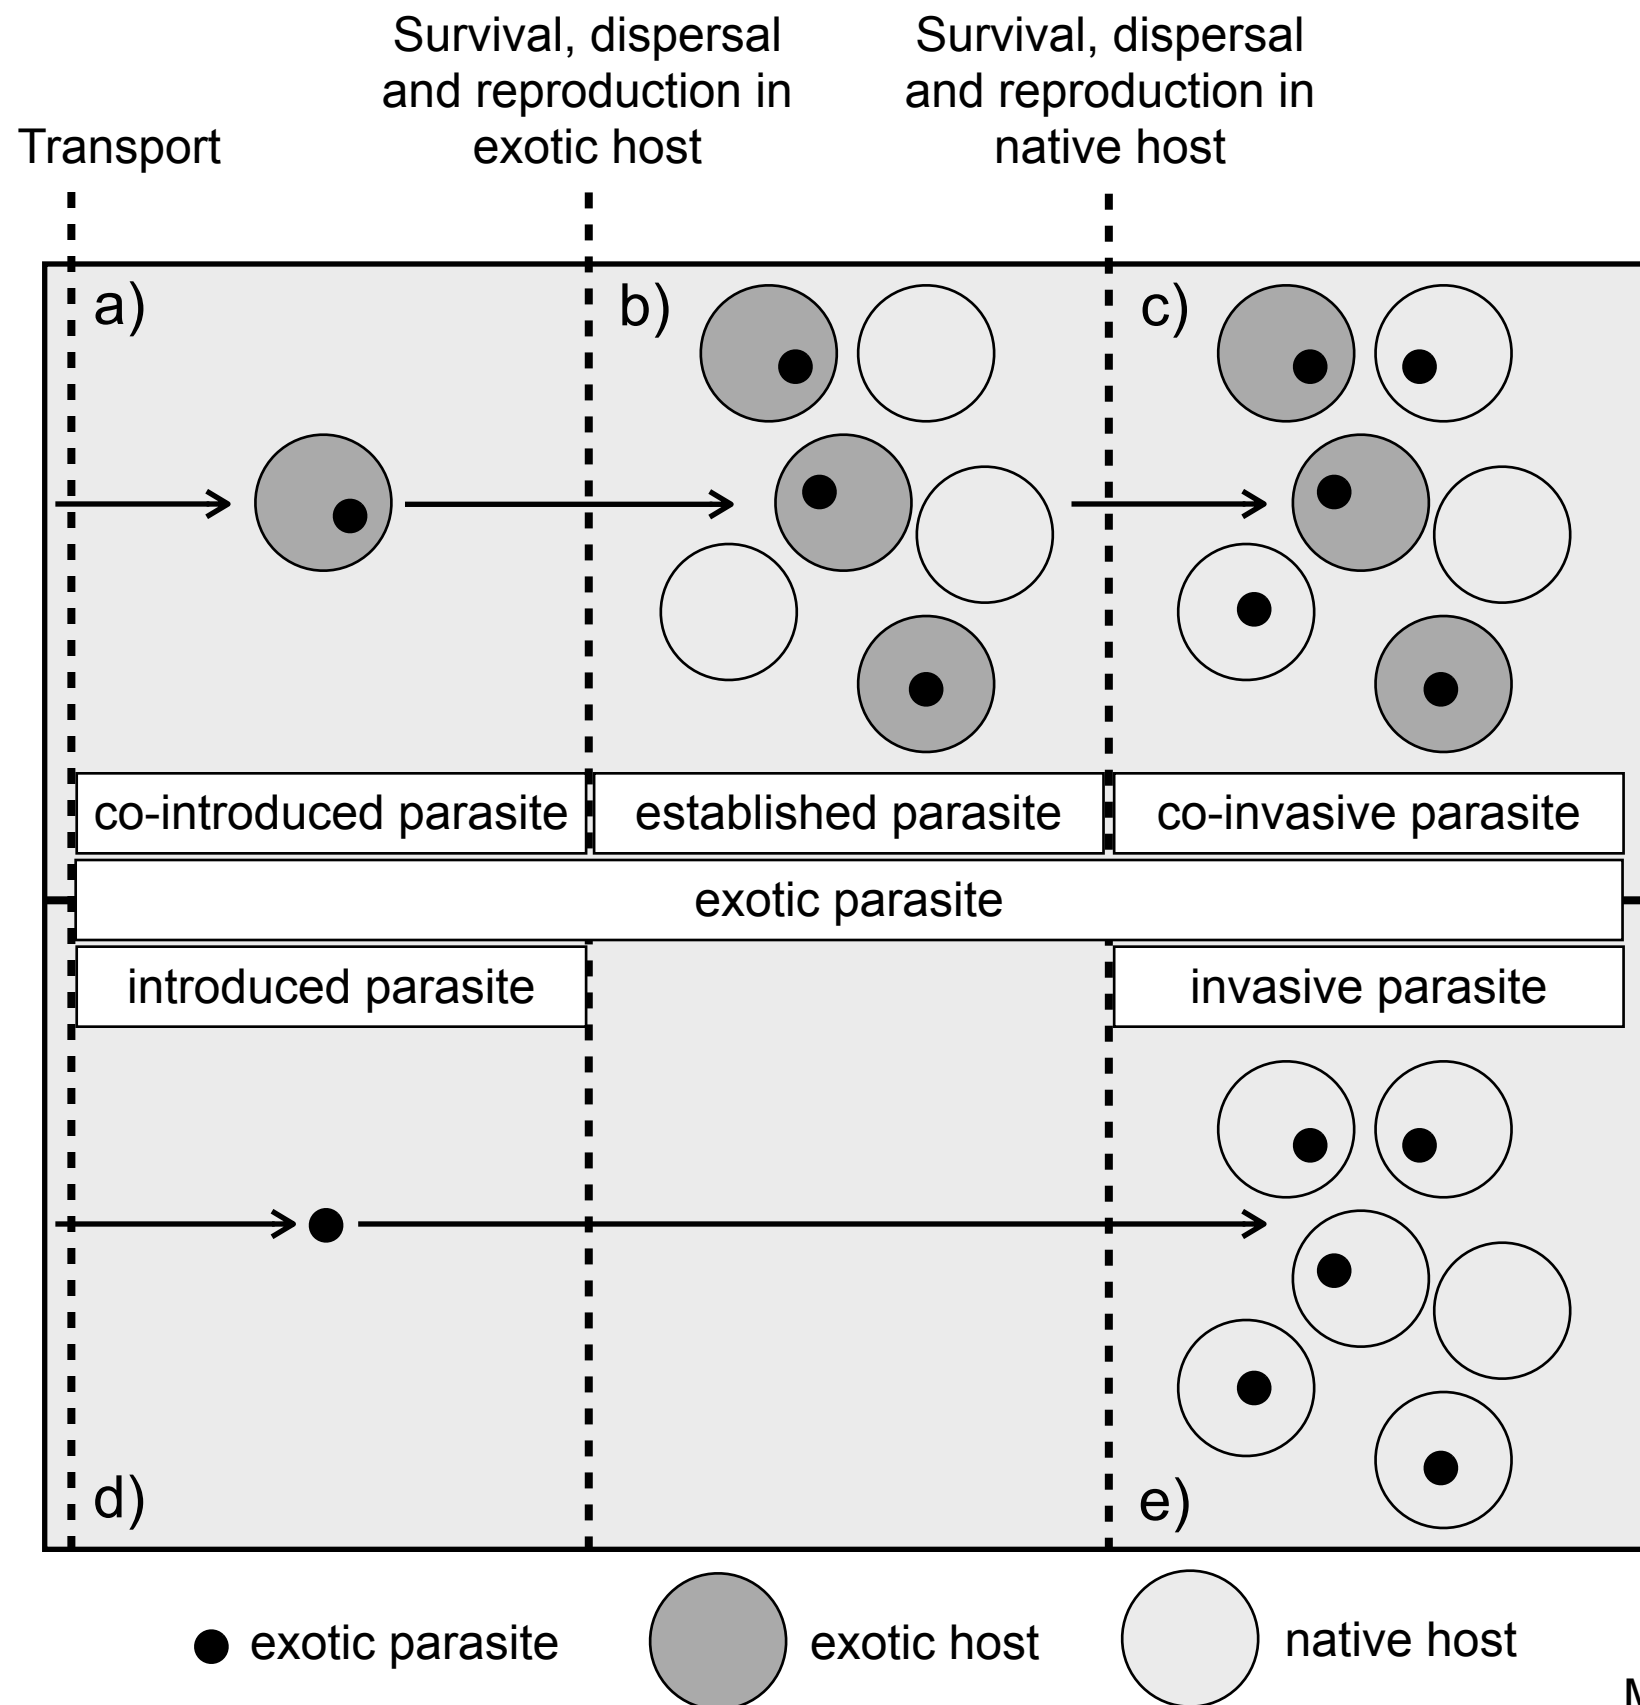 Transport
Survival, dispersal
and reproduction in
exotic host
Survival, dispersal
and reproduction in
native host
a)
b)
c)
co-introduced parasite
established parasite
co-invasive parasite
exotic parasite
introduced parasite
invasive parasite
d)
e)
exotic parasite
exotic host
native host